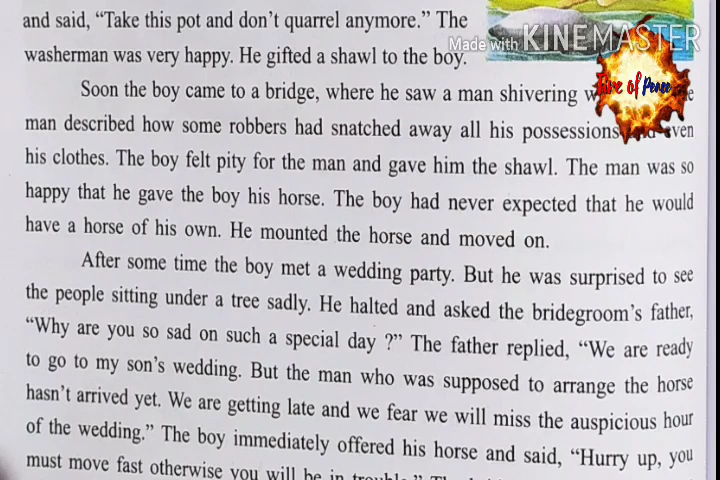 and said, “Take this pot and don’t quarrel anymore.” The
washerman was very happy. He gifted a shawl to the boy.
Made with KINEMASTER
Soon the boy came to a bridge, where he saw a man shivering
man described how some robbers had snatched away all his possessions even
his clothes. The boy felt pity for the man and gave him the shawl. The man was so
happy that he gave the boy his horse. The boy had never expected that he would
have a horse of his own. He mounted the horse and moved on.
After some time the boy met a wedding party. But he was surprised to see
the people sitting under a tree sadly. He halted and asked the bridegroom’s father,
“Why are you so sad on such a special day ?” The father replied, “We are ready
to go to my son’s wedding. But the man who was supposed to arrange the horse
hasn’t arrived yet. We are getting late and we fear we will miss the auspicious hour
of the wedding.” The boy immediately offered his horse and said, “Hurry up, you
must move fast otherwise you will be in trouble.”
of Peace